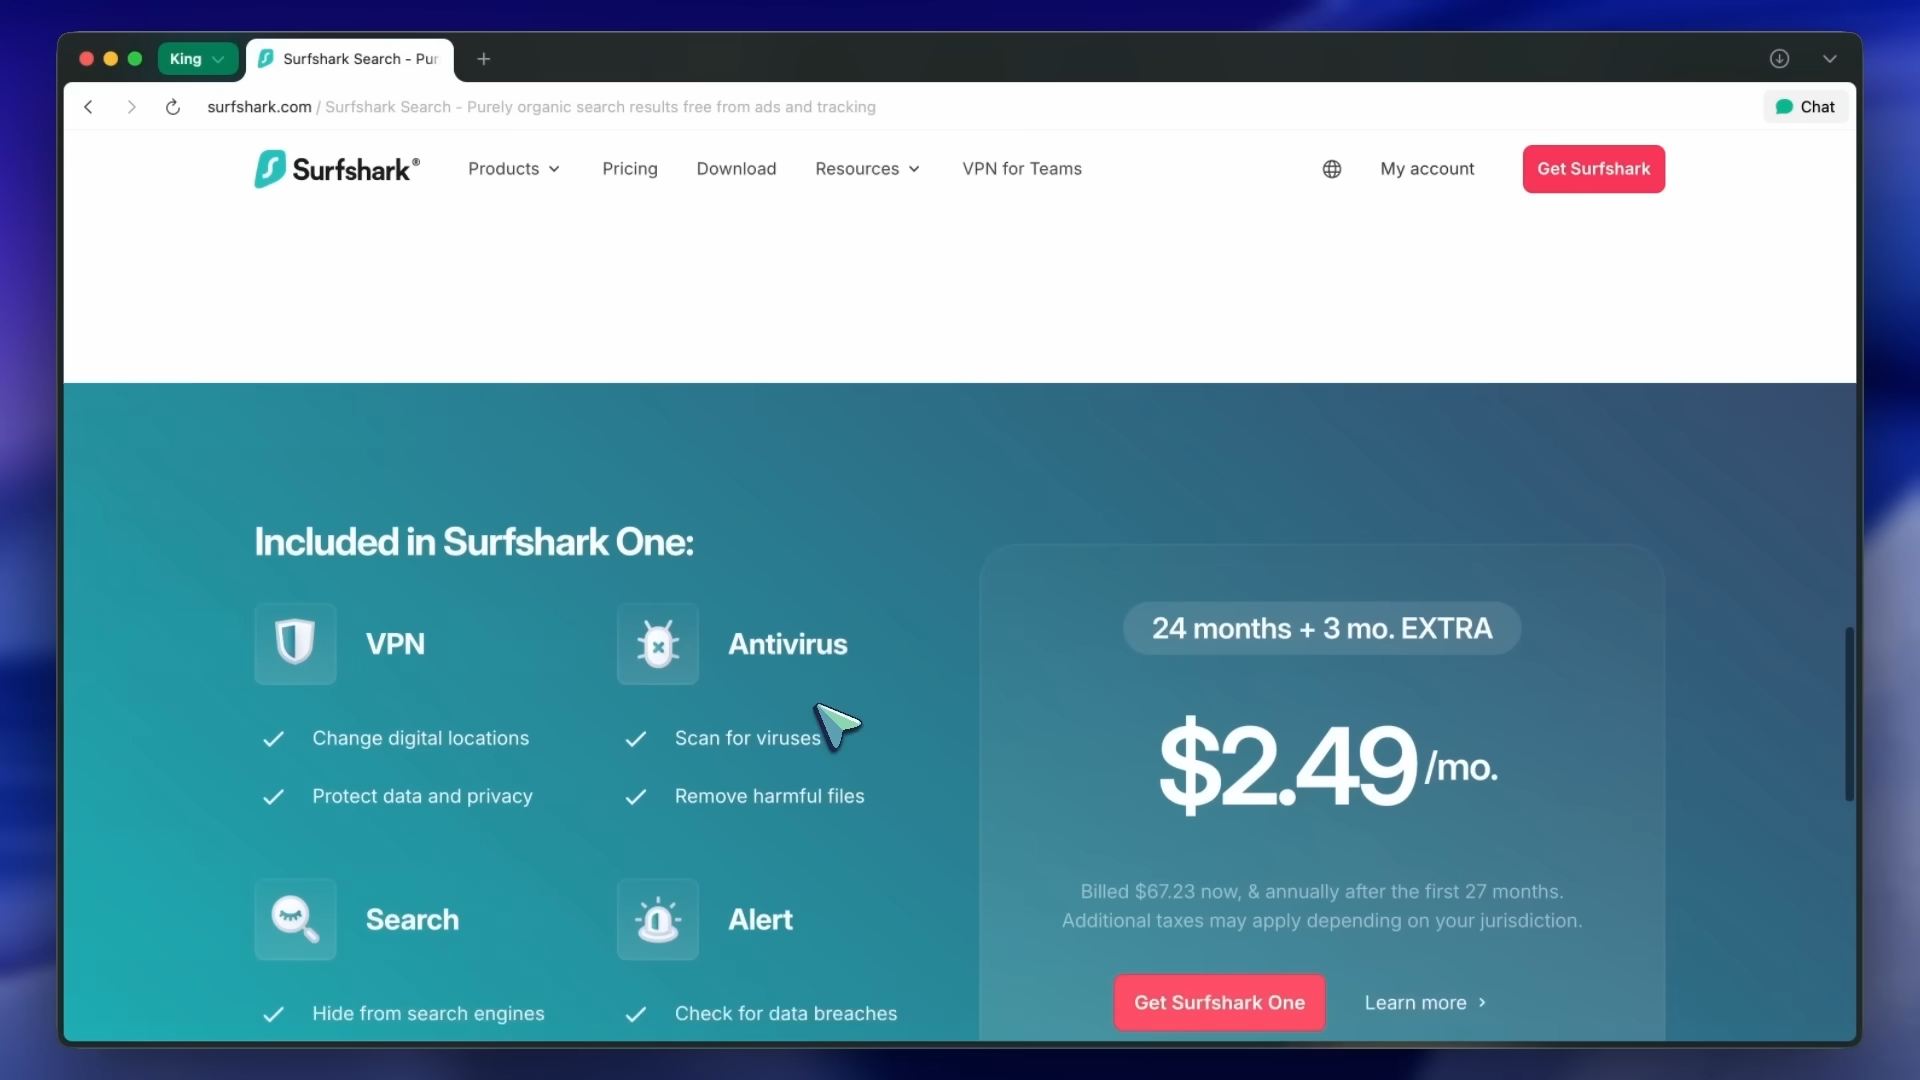 King
Surfshark Search - Pur
surfshark.com / Surfshark Search - Purely organic search results free from ads and tracking
Chat
Surfshark®
Products
Pricing
Download
Resources
VPN for Teams
My account
Get Surfshark
Included in Surfshark One:
VPN
Change digital locations
Protect data and privacy
Antivirus
Scan for viruses
Remove harmful files
Search
Hide from search engines
Alert
Check for data breaches
24 months + 3 mo. EXTRA
$2.49/mo.
Billed $67.23 now, & annually after the first 27 months.
Additional taxes may apply depending on your jurisdiction.
Get Surfshark One
Learn more